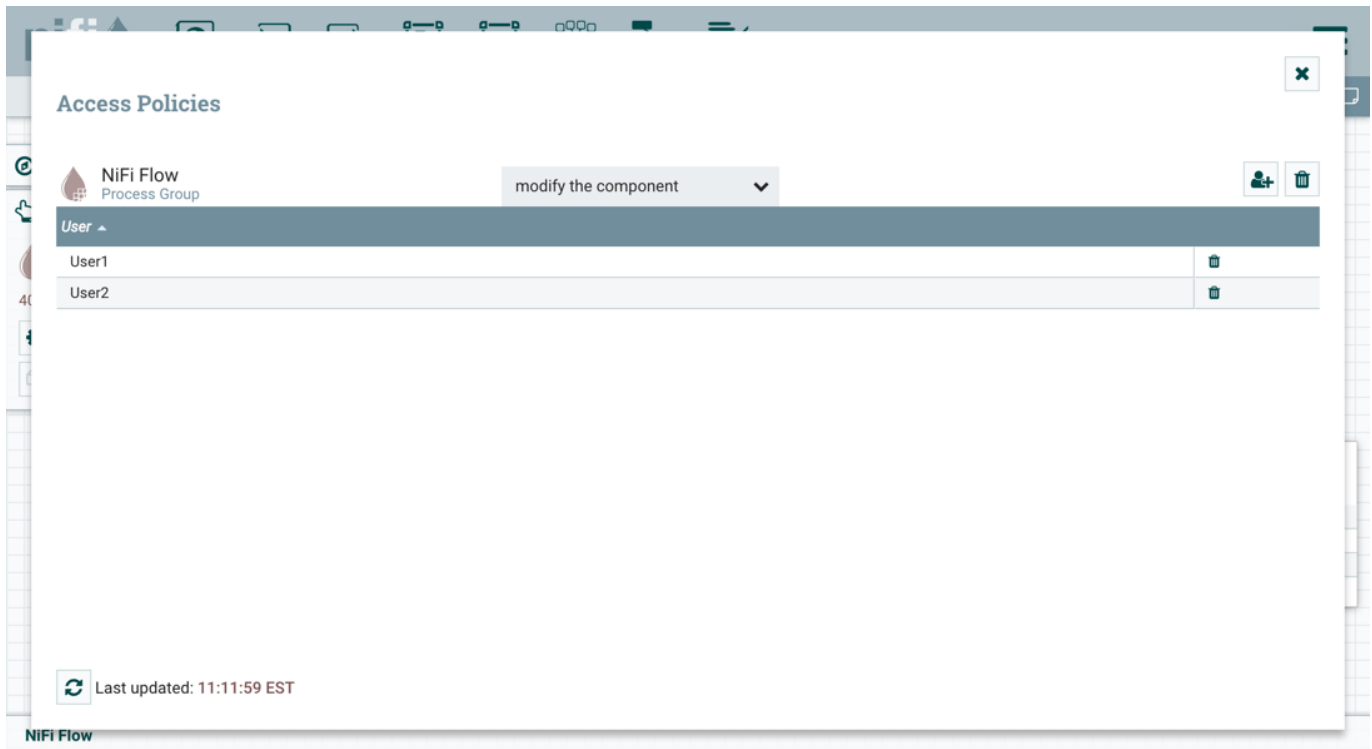 Access Policies
NiFi Flow
Process Group
modify the component
User
User1
User2
40
Last updated: 11:11:59 EST
NiFi Flow